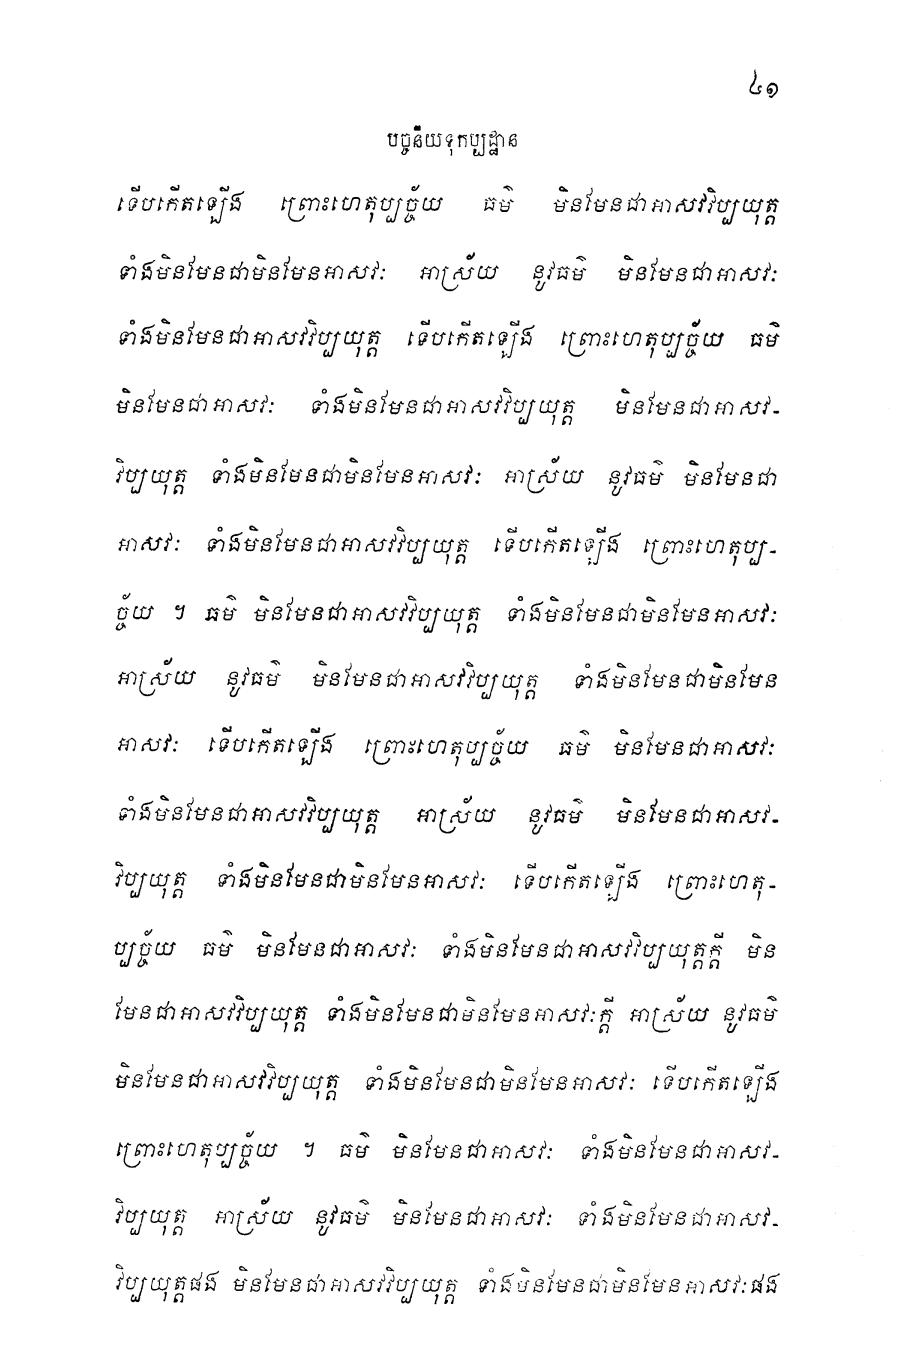 ៤១
បច្ចនីយទុកប្បដ្ឋាន
ទើបកើតឡើង ព្រោះហេតុប្បច្ច័យ ធម៌ មិនមែនជាអាសវវិប្បយុត្ត
ទាំងមិនមែនជាមិនមែនអាសវៈ អាស្រ័យ នូវធម៌ មិនមែនជាអាសវៈ
ទាំងមិនមែនជាអាសវវិប្បយុត្ត ទើបកើតឡើង ព្រោះហេតុប្បច្ច័យ ធម៌
មិនមែនជាអាសវៈ ទាំងមិនមែនជាអាសវវិប្បយុត្ត មិនមែនជាអាសវ-
វិប្បយុត្ត ទាំងមិនមែនជាមិនមែនអាសវៈ អាស្រ័យ នូវធម៌ មិនមែនជា
អាសវៈ ទាំងមិនមែនជាអាសវវិប្បយុត្ត ទើបកើតឡើង ព្រោះហេតុប្ប-
ច្ច័យ ។ ធម៌ មិនមែនជាអាសវវិប្បយុត្ត ទាំងមិនមែនជាមិនមែនអាសវៈ
អាស្រ័យ នូវធម៌ មិនមែនជាអាសវវិប្បយុត្ត ទាំងមិនមែនជាមិនមែន
អាសវៈ ទើបកើតឡើង ព្រោះហេតុប្បច្ច័យ ធម៌ មិនមែនជាអាសវៈ
ទាំងមិនមែនជាអាសវវិប្បយុត្ត អាស្រ័យ នូវធម៌ មិនមែនជាអាសវ-
វិប្បយុត្ត ទាំងមិនមែនជាមិនមែនអាសវៈ ទើបកើតឡើង ព្រោះហេតុ-
ប្បច្ច័យ ធម៌ មិនមែនជាអាសវៈ ទាំងមិនមែនជាអាសវវិប្បយុត្តក្តី មិន
មែនជាអាសវវិប្បយុត្ត ទាំងមិនមែនជាមិនមែនអាសវៈក្តី អាស្រ័យ នូវធម៌
មិនមែនជាអាសវវិប្បយុត្ត ទាំងមិនមែនជាមិនមែនអាសវៈ ទើបកើតឡើង
ព្រោះហេតុប្បច្ច័យ ។ ធម៌ មិនមែនជាអាសវៈ ទាំងមិនមែនជាអាសវ-
វិប្បយុត្ត អាស្រ័យ នូវធម៌ មិនមែនជាអាសវៈ ទាំងមិនមែនជាអាសវ-
វិប្បយុត្តផង មិនមែនជាអាសវវិប្បយុត្ត ទាំងមិនមែនជាមិនមែនអាសវៈផង